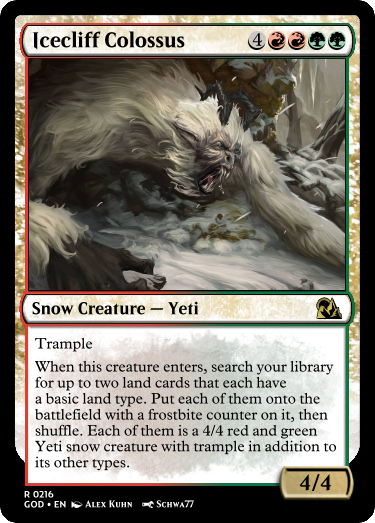 Icecliff Colossus 4
Snow Creature — Yeti
Trample
When this creature enters, search your library
for up to two land cards that each have
a basic land type. Put each of them onto the
battlefield with a frostbite counter on it, then
shuffle. Each of them is a 4/4 red and green
Yeti snow creature with trample in addition to
its other types.
4/4
R 0216
GOD • EN Alex Kuhn Schwa77